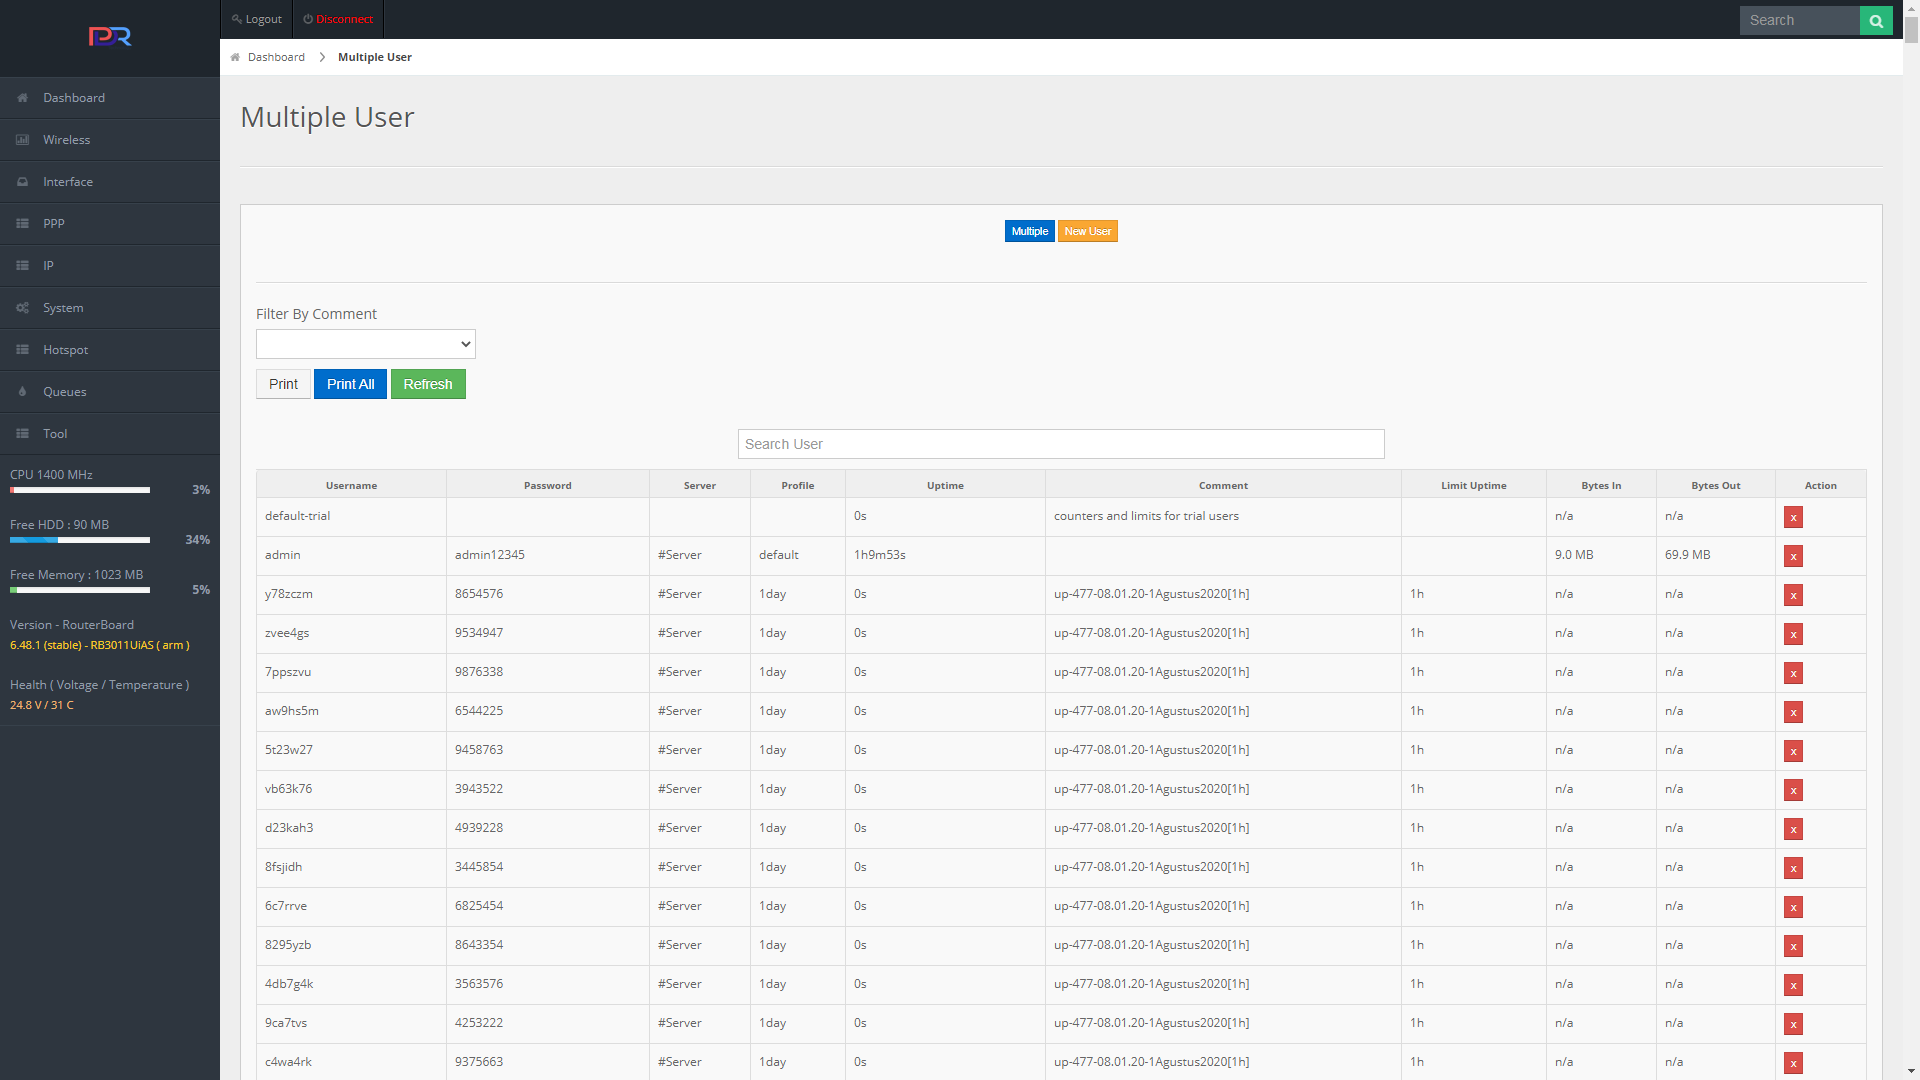 PDR
Logout
Disconnect
Search
Dashboard
Multiple User
Dashboard
Wireless
Interface
PPP
IP
System
Hotspot
Queues
Tool
CPU 1400 MHz
3%
Free HDD : 90 MB
34%
Free Memory : 1023 MB
5%
Version - RouterBoard
6.48.1 (stable) - RB3011UiAS ( arm )
Health ( Voltage / Temperature )
24.8 V / 31 C
Multiple User
Multiple New User
Filter By Comment
Print Print All Refresh
Search User
Username Password Server Profile Uptime Comment Limit Uptime Bytes In Bytes Out Action
default-trial 0s counters and limits for trial users n/a n/a x
admin admin12345 #Server default 1h9m53s 9.0 MB 69.9 MB x
y78zczm 8654576 #Server 1day 0s up-477-08.01.20-1Agustus2020[1h] 1h n/a n/a x
zvee4gs 9534947 #Server 1day 0s up-477-08.01.20-1Agustus2020[1h] 1h n/a n/a x
7ppszvu 9876338 #Server 1day 0s up-477-08.01.20-1Agustus2020[1h] 1h n/a n/a x
aw9hs5m 6544225 #Server 1day 0s up-477-08.01.20-1Agustus2020[1h] 1h n/a n/a x
5t23w27 9458763 #Server 1day 0s up-477-08.01.20-1Agustus2020[1h] 1h n/a n/a x
vb63k76 3943522 #Server 1day 0s up-477-08.01.20-1Agustus2020[1h] 1h n/a n/a x
d23kah3 4939228 #Server 1day 0s up-477-08.01.20-1Agustus2020[1h] 1h n/a n/a x
8fsjidh 3445854 #Server 1day 0s up-477-08.01.20-1Agustus2020[1h] 1h n/a n/a x
6c7rrve 6825454 #Server 1day 0s up-477-08.01.20-1Agustus2020[1h] 1h n/a n/a x
8295yzb 8643354 #Server 1day 0s up-477-08.01.20-1Agustus2020[1h] 1h n/a n/a x
4db7g4k 3563576 #Server 1day 0s up-477-08.01.20-1Agustus2020[1h] 1h n/a n/a x
9ca7tvs 4253222 #Server 1day 0s up-477-08.01.20-1Agustus2020[1h] 1h n/a n/a x
c4wa4rk 9375663 #Server 1day 0s up-477-08.01.20-1Agustus2020[1h] 1h n/a n/a x